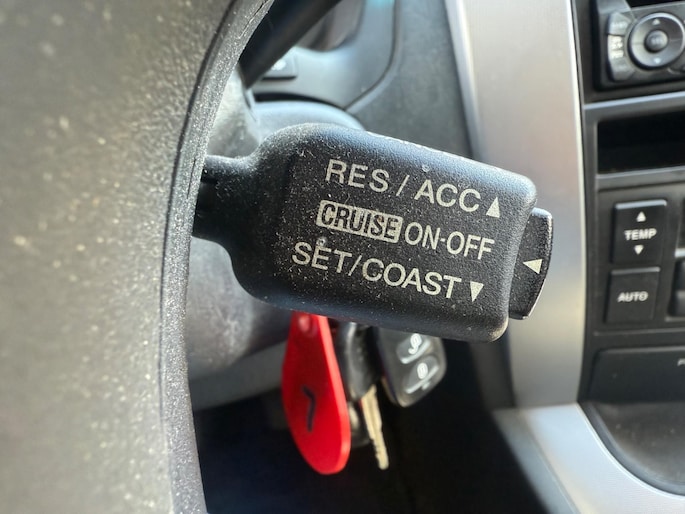 RES / ACC ▲
CRUISE ON-OFF
SET/COAST ▼
TEMP
AUTO